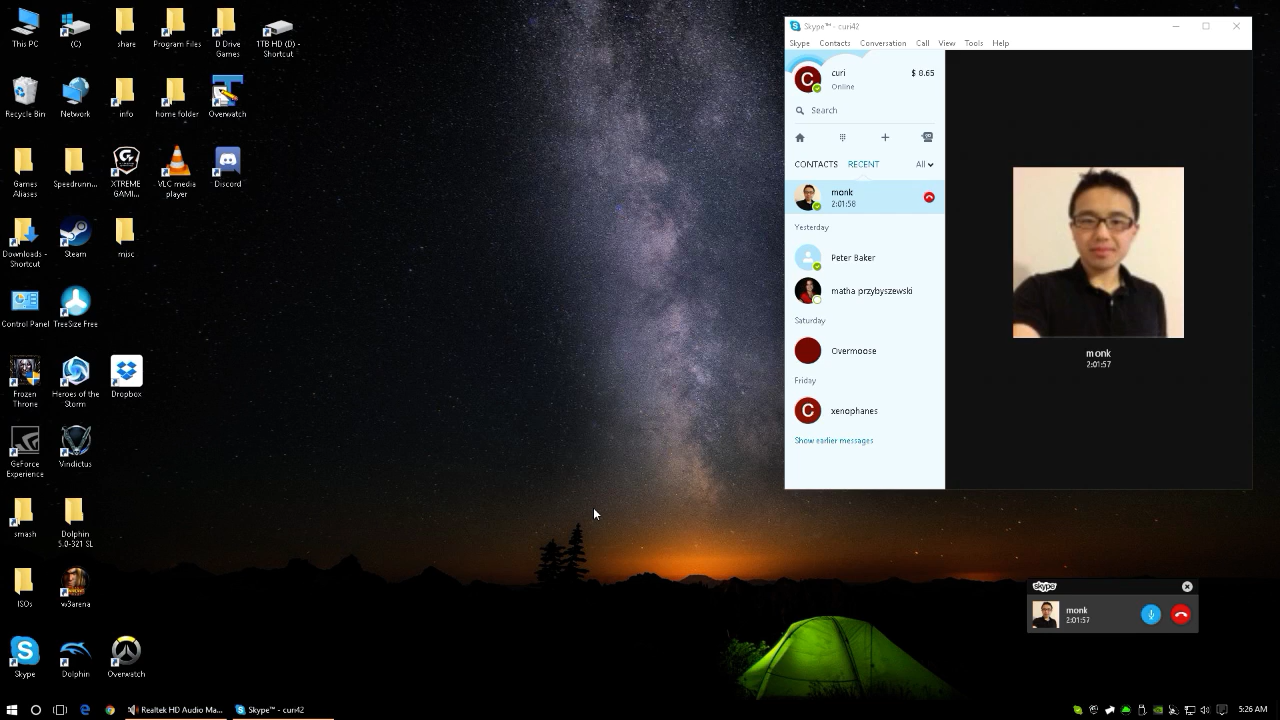 This PC
(C)
share
Program Files
D Drive
Games
1TB HD (D) -
Shortcut
Recycle Bin
Network
info
home folder
Overwatch
Games
Aliases
Speedrunn...
XTREME
GAMI...
VLC media
player
Discord
Downloads -
Shortcut
Steam
misc
Control Panel
TreeSize Free
Frozen
Throne
Heroes of the
Storm
Dropbox
GeForce
Experience
Vindictus
smash
Dolphin
5.0-321 SL
ISOs
w3arena
Skype
Dolphin
Overwatch
Skype™ - curi42
Skype Contacts Conversation Call View Tools Help
C
curi
$ 8.65
Online
Search
CONTACTS RECENT All
monk
2:01:58
Yesterday
Peter Baker
matha przybyszewski
Saturday
Overmoose
Friday
C
xenophanes
Show earlier messages
monk
2:01:57
skype
monk
2:01:57
Realtek HD Audio Ma...
Skype™ - curi42
5:26 AM